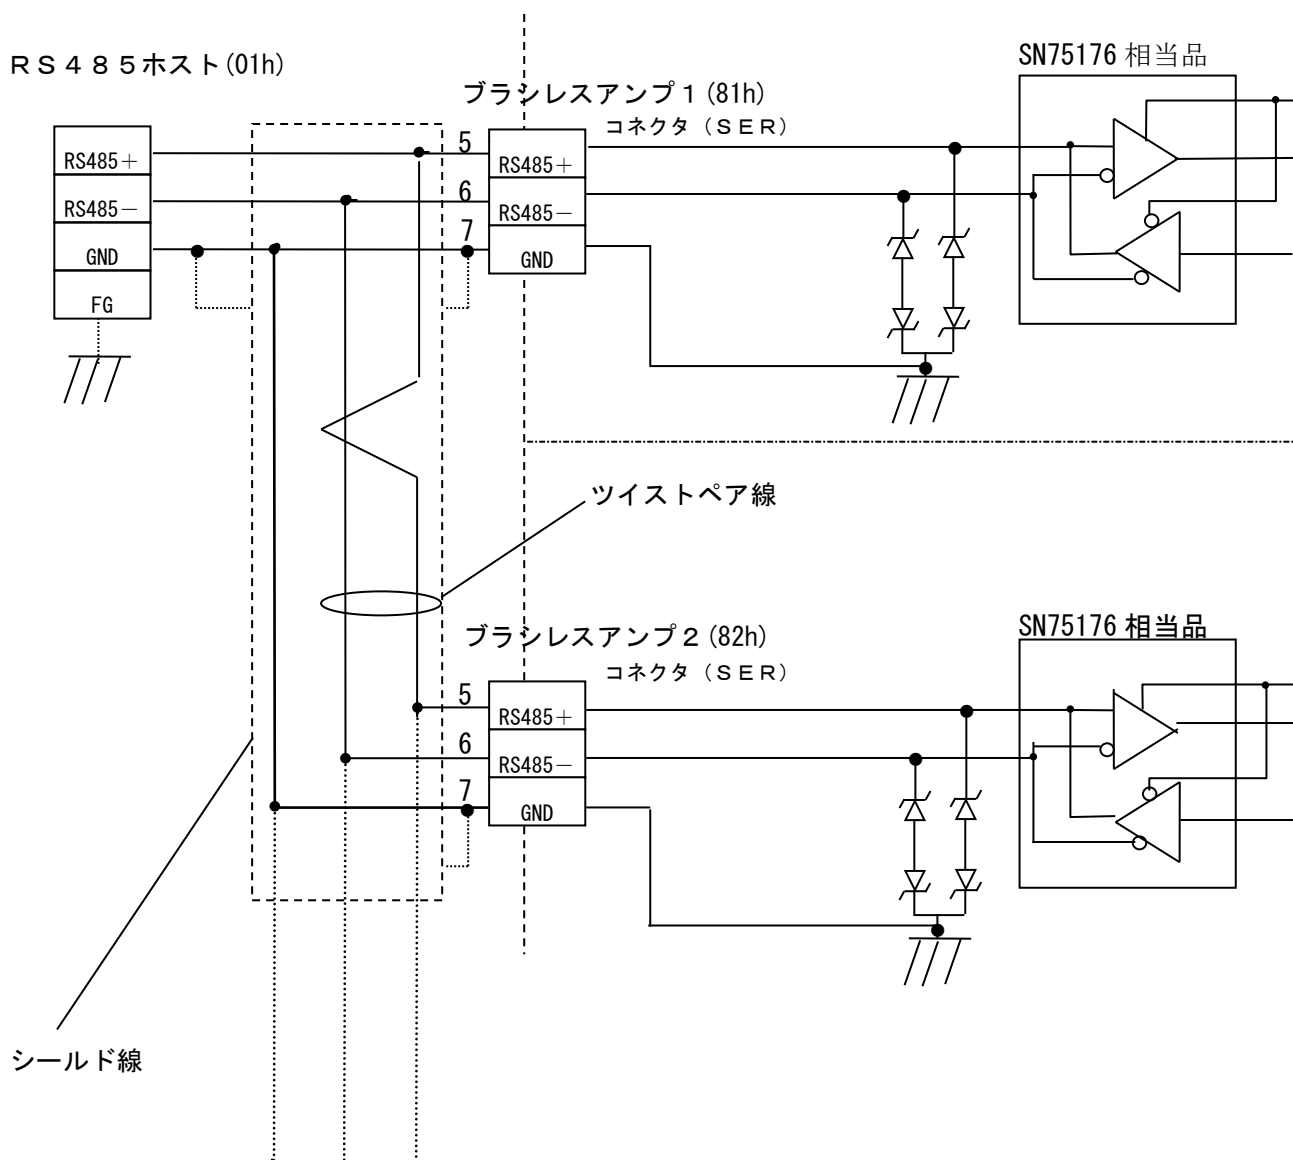 ＲＳ４８５ホスト(01h)
SN75176 相当品
ブラシレスアンプ１(81h)
コネクタ（ＳＥＲ）
RS485＋
RS485－
GND
FG
5
6
7
RS485＋
RS485－
GND
ツイストペア線
SN75176 相当品
ブラシレスアンプ２(82h)
コネクタ（ＳＥＲ）
5
6
7
RS485＋
RS485－
GND
シールド線